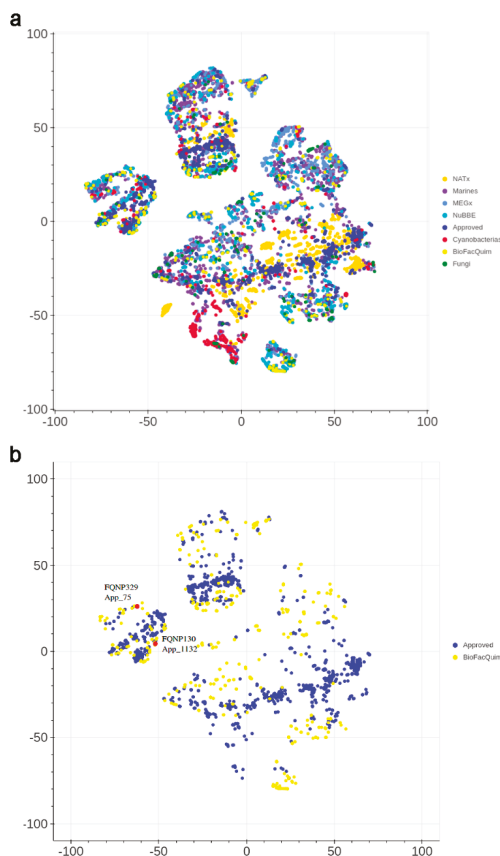 a
100
50
0
-50
-100
-100
-50
0
50
100
NATx
Marines
MEGx
NuBBE
Approved
Cyanobacterias
BioFacQuim
Fungi
b
100
50
0
-50
-100
-100
-50
0
50
100
FQNP329
App_75
FQNP130
App_1132
Approved
BioFacQuim